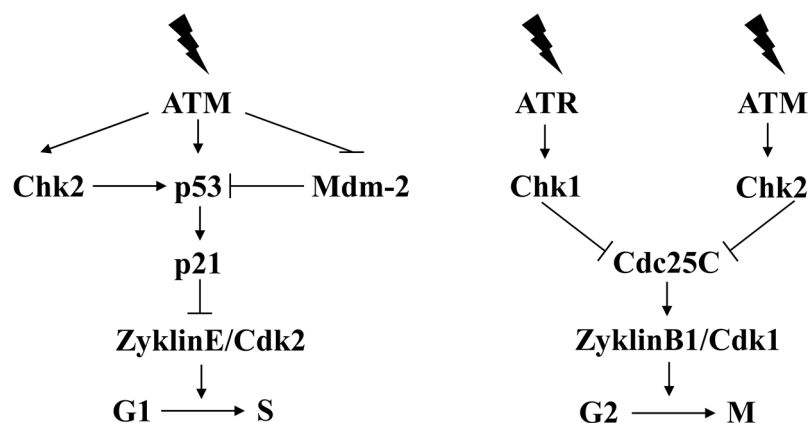 ATM
Chk2 p53 Mdm-2
p21
ZyklinE/Cdk2
G1 S
ATR ATM
Chk1 Chk2
Cdc25C
ZyklinB1/Cdk1
G2 M